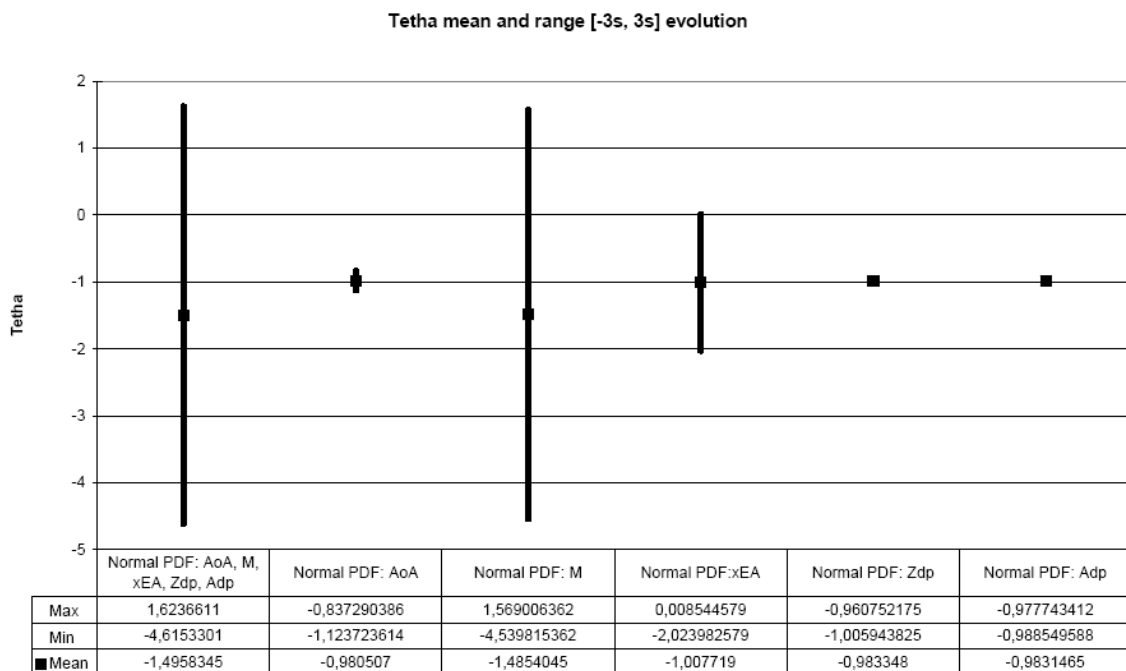 Tetha mean and range [-3s, 3s] evolution
2
1
0
-1
-2
-3
-4
-5
Tetha
Normal PDF: AoA, M,
xEA, Zdp, Adp
Normal PDF: AoA
Normal PDF: M
Normal PDF:xEA
Normal PDF: Zdp
Normal PDF: Adp
Max 1,6236611 -0,837290386 1,569006362 0,008544579 -0,960752175 -0,977743412
Min -4,6153301 -1,123723614 -4,539815362 -2,023982579 -1,005943825 -0,988549588
Mean -1,4958345 -0,980507 -1,4854045 -1,007719 -0,983348 -0,9831465